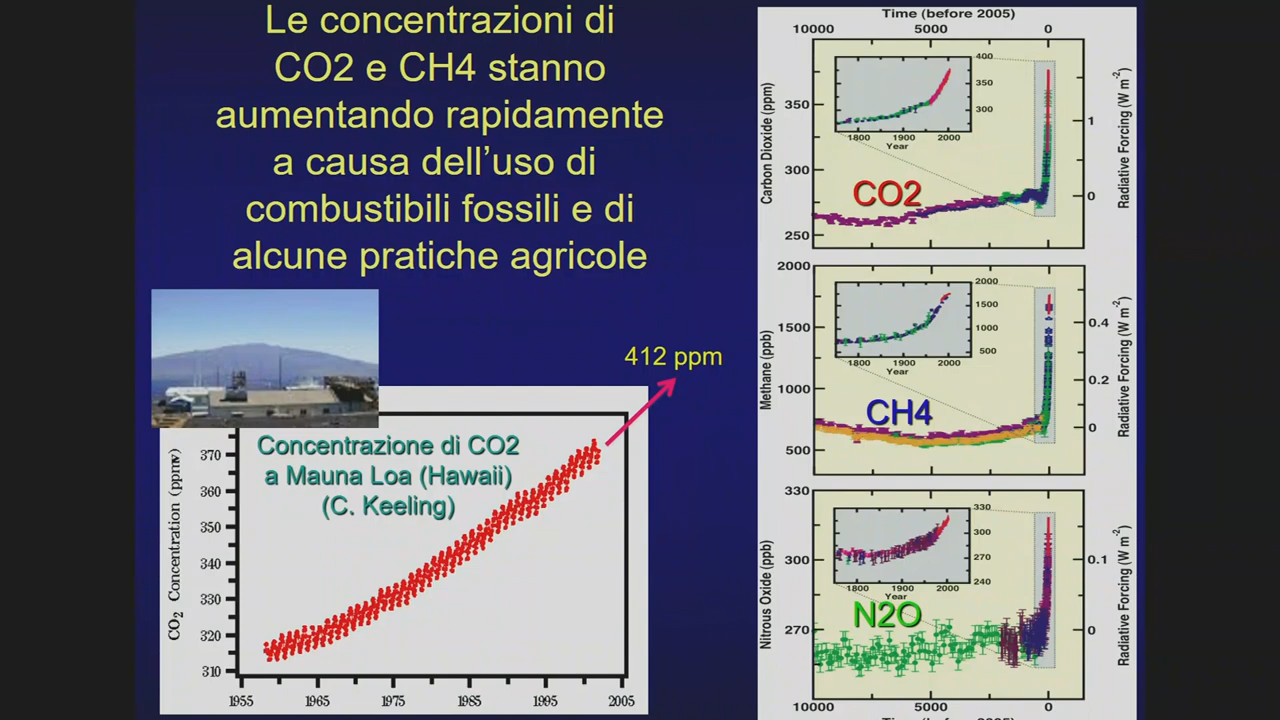 Le concentrazioni di
CO2 e CH4 stanno
aumentando rapidamente
a causa dell'uso di
combustibili fossili e di
alcune pratiche agricole
412 ppm
Concentrazione di CO2
a Mauna Loa (Hawaii)
(C. Keeling)
CO2 Concentration (ppmv)
370
360
350
340
330
320
310
1955 1965 1975 1985 1995 2005
Time (before 2005)
10000 5000 0
Carbon Dioxide (ppm)
350
300
250
400
350
300
1800 1900 2000
Year
CO2
1
0
Radiative Forcing (W m-2)
Methane (ppb)
2000
1500
1000
500
2000
1500
1000
500
1800 1900 2000
Year
CH4
0.4
0.2
0
Radiative Forcing (W m-2)
Nitrous Oxide (ppb)
330
300
270
330
300
270
240
1800 1900 2000
Year
N2O
0.1
0
Radiative Forcing (W m-2)
10000 5000 0
Time (before 2005)